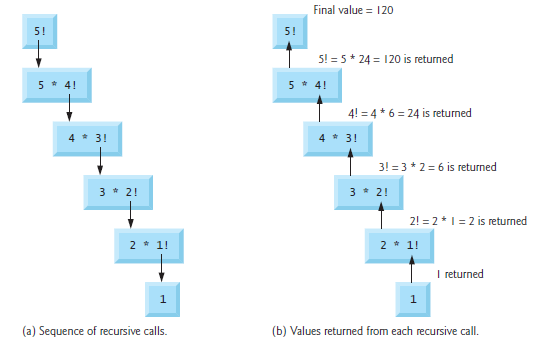 5!
5 * 4!
4 * 3!
3 * 2!
2 * 1!
1
(a) Sequence of recursive calls.
Final value = 120
5!
5! = 5 * 24 = 120 is returned
5 * 4!
4! = 4 * 6 = 24 is returned
4 * 3!
3! = 3 * 2 = 6 is returned
3 * 2!
2! = 2 * 1 = 2 is returned
2 * 1!
1 returned
1
(b) Values returned from each recursive call.